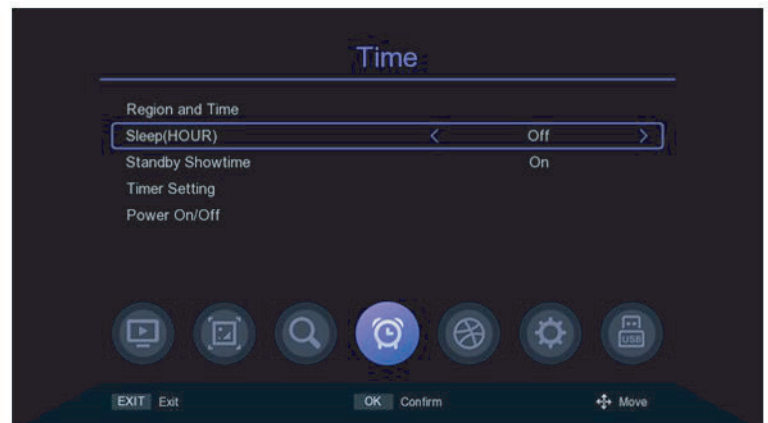 Time
Region and Time
Sleep(HOUR) < Off >
Standby Showtime On
Timer Setting
Power On/Off
USB
EXIT Exit OK Confirm Move